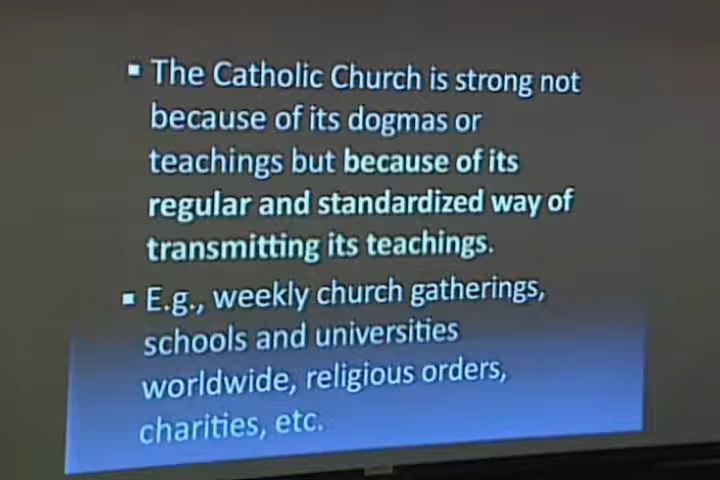 ▪ The Catholic Church is strong not
because of its dogmas or
teachings but because of its
regular and standardized way of
transmitting its teachings.
▪ E.g., weekly church gatherings,
schools and universities
worldwide, religious orders,
charities, etc.